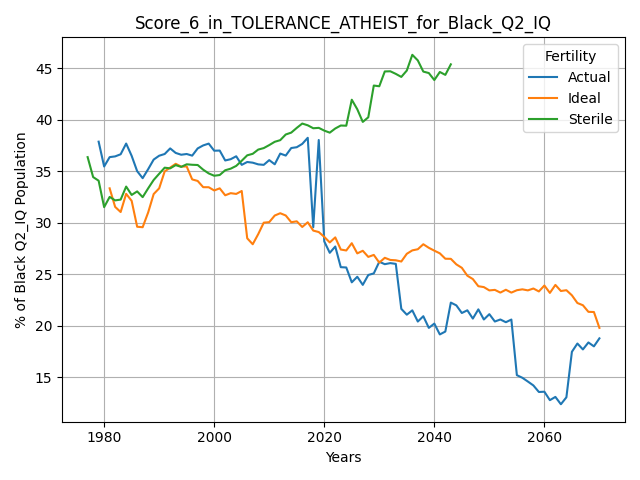 Score_6_in_TOLERANCE_ATHEIST_for_Black_Q2_IQ
Fertility
Actual
Ideal
Sterile
% of Black Q2_IQ Population
45
40
35
30
25
20
15
1980
2000
2020
2040
2060
Years